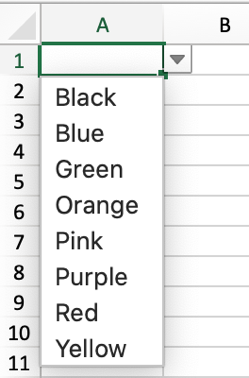 A B
1
2 Black
3 Blue
4 Green
5 Orange
6 Pink
7 Purple
8
9 Red
10 Yellow
11